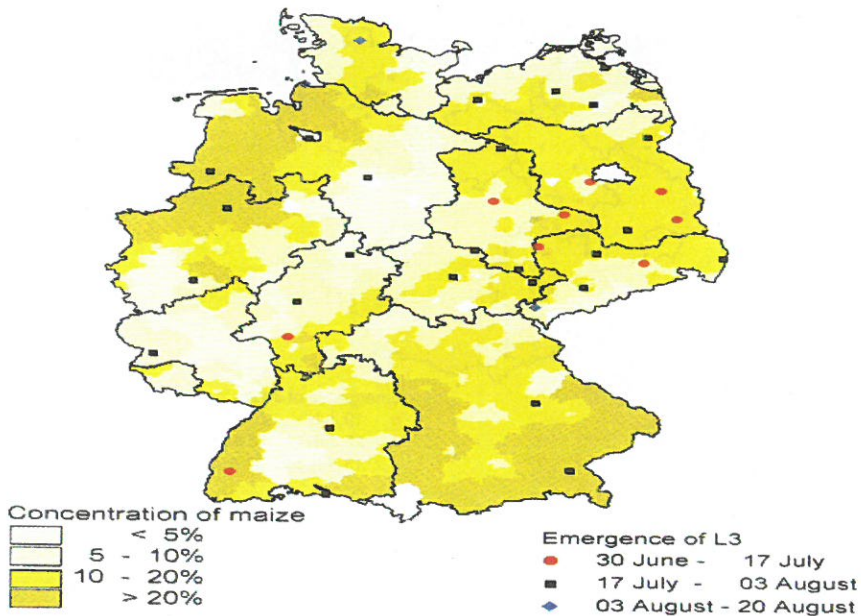 Concentration of maize
< 5%
5 - 10%
10 - 20%
> 20%
Emergence of L3
30 June - 17 July
17 July - 03 August
03 August - 20 August